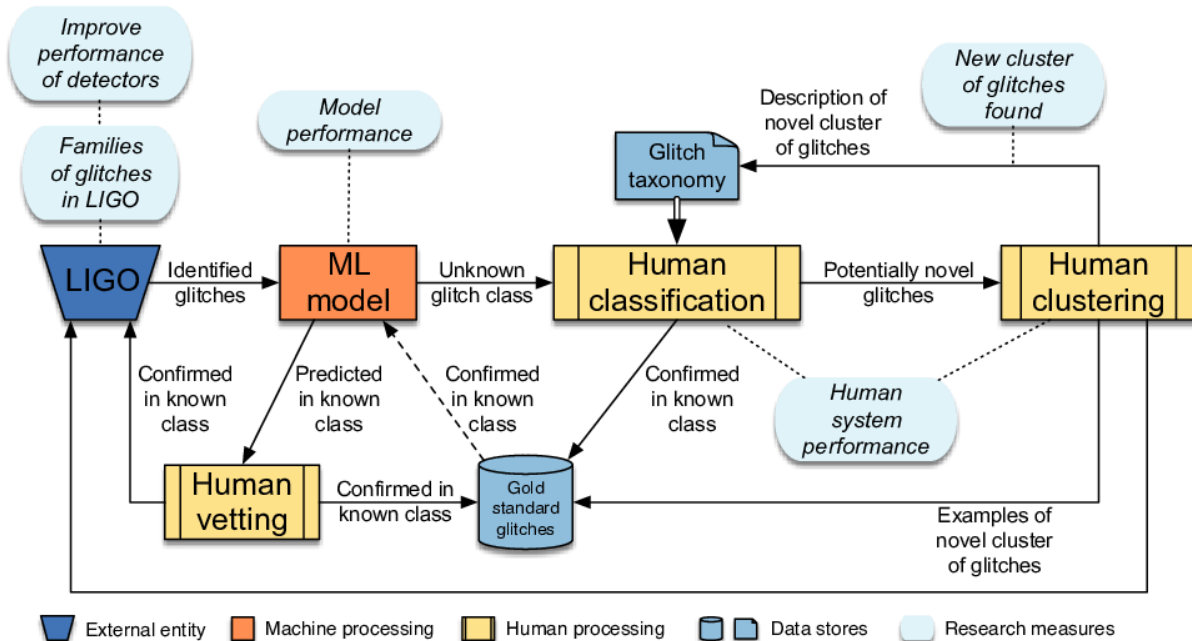 Improve
performance
of detectors
Families
of glitches
in LIGO
Model
performance
Description of
novel cluster
of glitches
New cluster
of glitches
found
Glitch
taxonomy
LIGO
Identified
glitches
ML
model
Unknown
glitch class
Human
classification
Potentially novel
glitches
Human
clustering
Confirmed
in known
class
Predicted
in known
class
Confirmed
in known
class
Confirmed
in known
class
Human
system
performance
Human
vetting
Confirmed in
known class
Gold
standard
glitches
Examples of
novel cluster
of glitches
External entity
Machine processing
Human processing
Data stores
Research measures